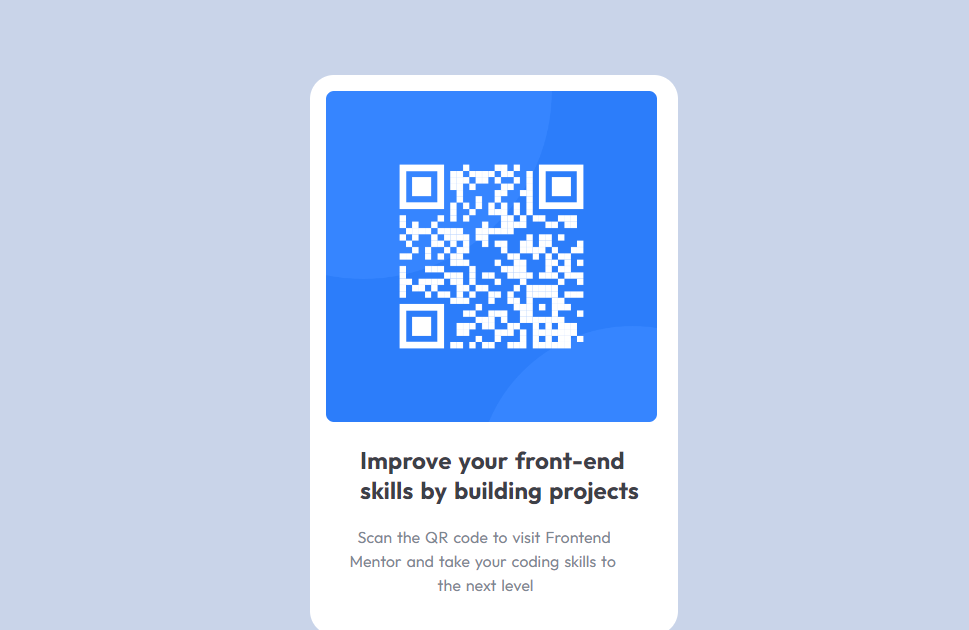 Improve your front-end
skills by building projects
Scan the QR code to visit Frontend
Mentor and take your coding skills to
the next level